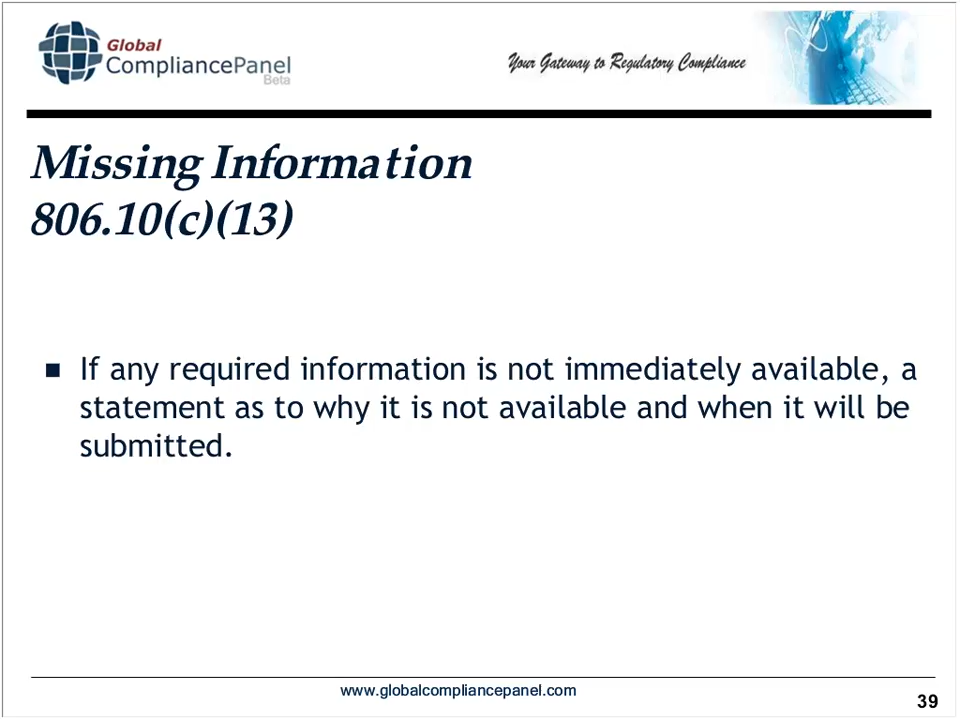 Global
CompliancePanel
Beta
Your Gateway to Regulatory Compliance
Missing Information
806.10(c)(13)
■ If any required information is not immediately available, a
statement as to why it is not available and when it will be
submitted.
www.globalcompliancepanel.com
39